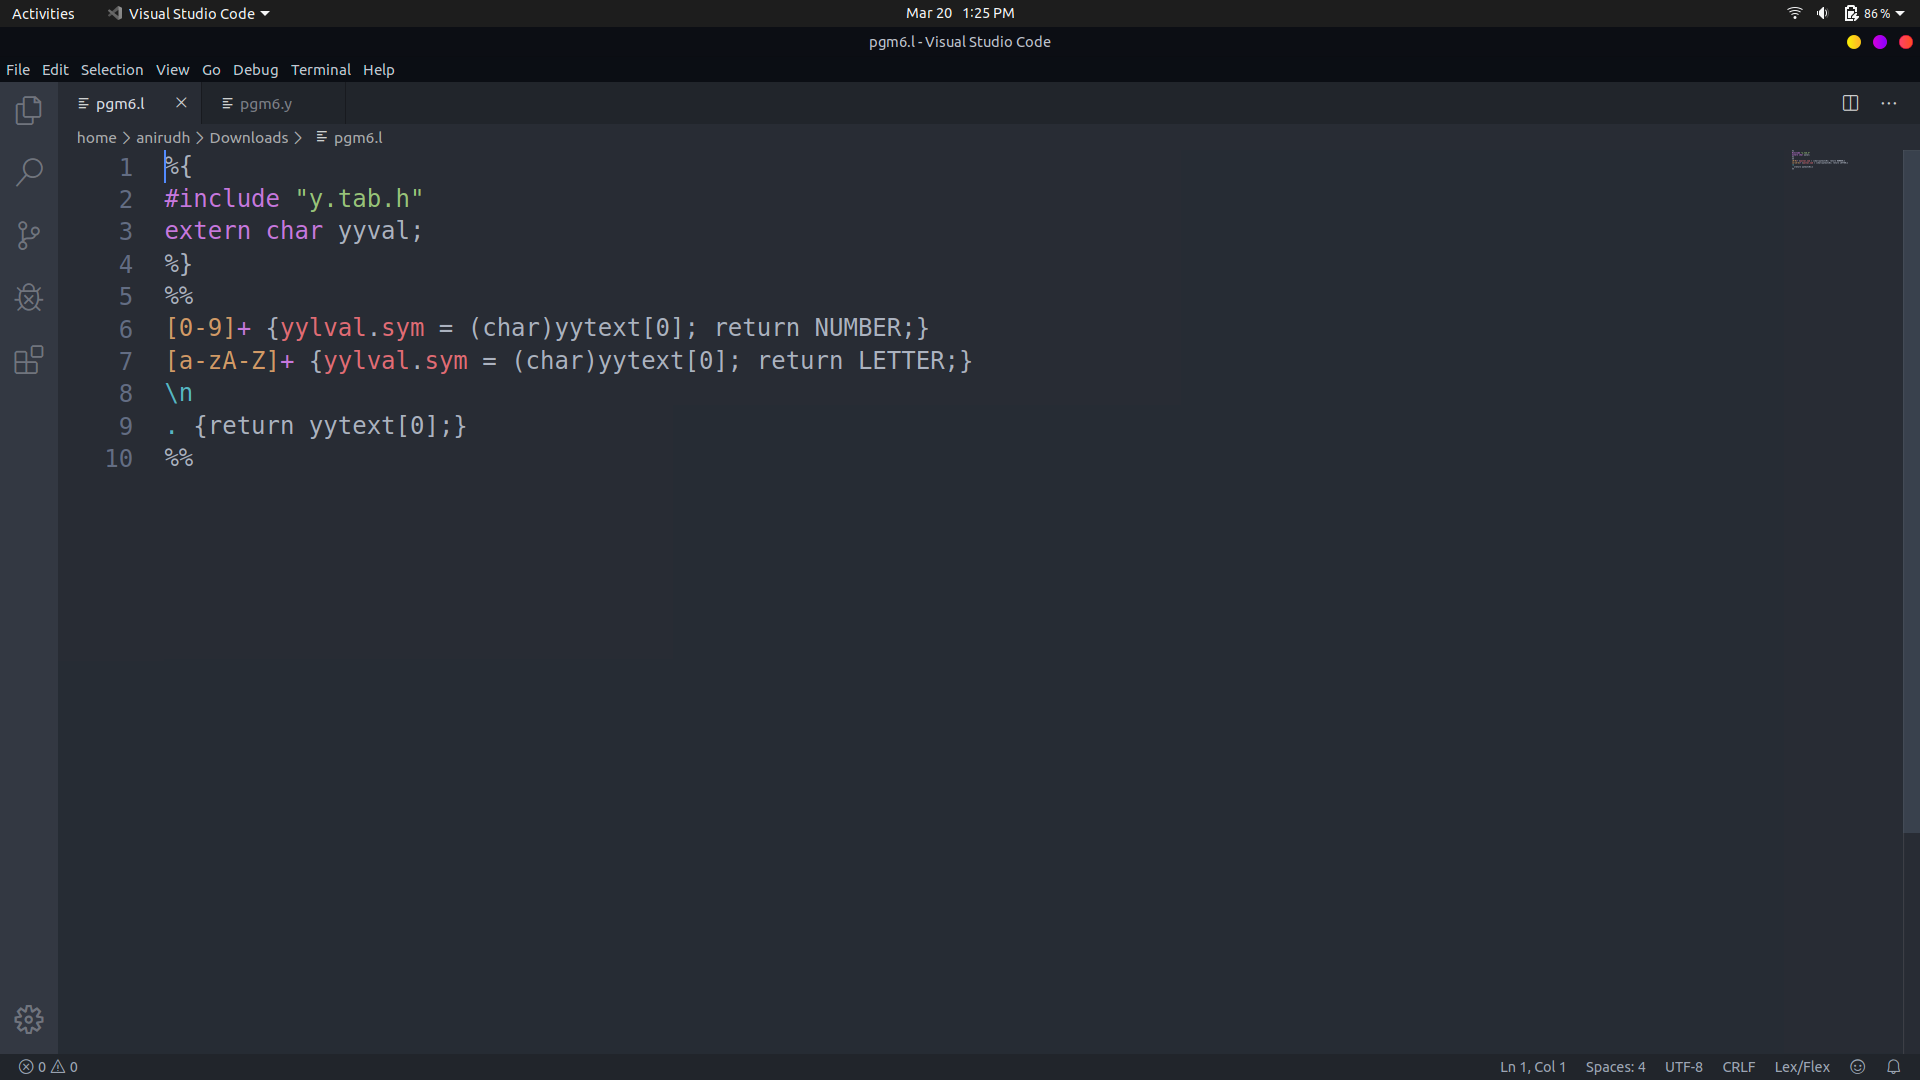 Activities Visual Studio Code Mar 20 1:25 PM 86 %
pgm6.l - Visual Studio Code
File Edit Selection View Go Debug Terminal Help
pgm6.l pgm6.y
home anirudh Downloads pgm6.l
1 %{
2 #include "y.tab.h"
3 extern char yyval;
4 %}
5 %%
6 [0-9]+ {yylval.sym = (char)yytext[0]; return NUMBER;}
7 [a-zA-Z]+ {yylval.sym = (char)yytext[0]; return LETTER;}
8 \n
9 . {return yytext[0];}
10 %%
0 0 Ln 1, Col 1 Spaces: 4 UTF-8 CRLF Lex/Flex